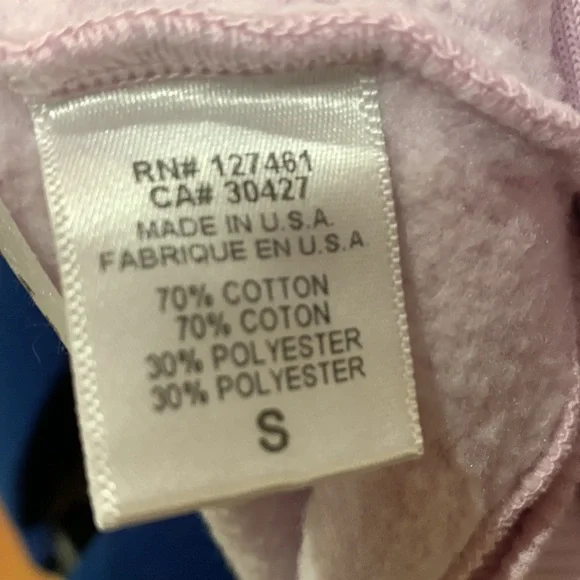 RN# 127461
CA# 30427
MADE IN U.S.A.
FABRIQUE EN U.S.A
70% COTTON
70% COTON
30% POLYESTER
30% POLYESTER
S